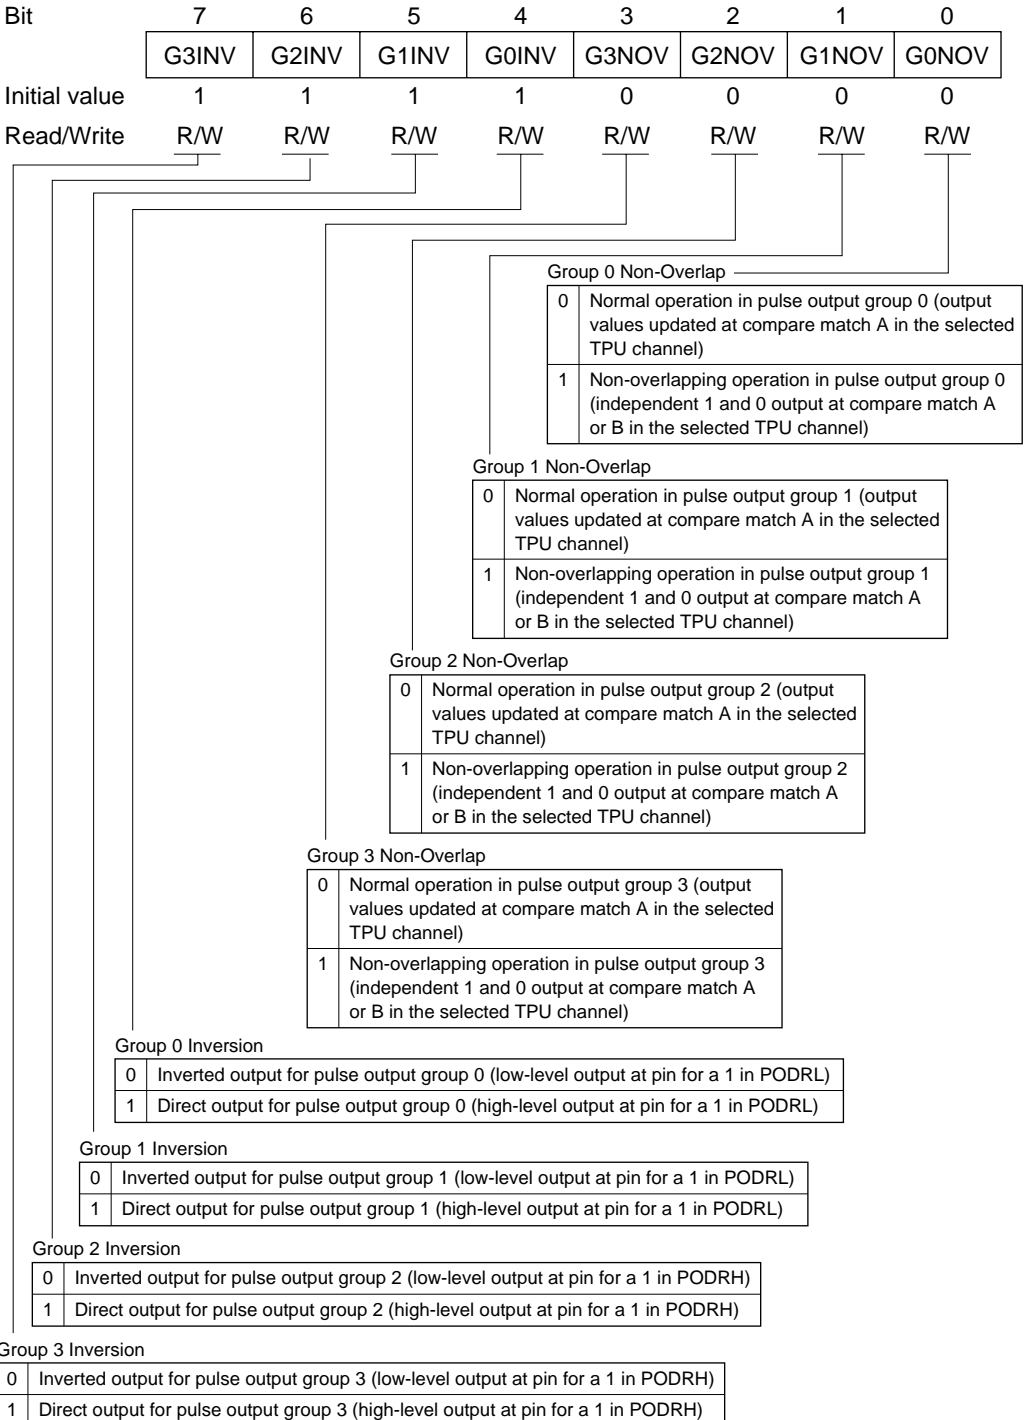 Bit 7 6 5 4 3 2 1 0
G3INV G2INV G1INV G0INV G3NOV G2NOV G1NOV G0NOV
Initial value 1 1 1 1 0 0 0 0
Read/Write R/W R/W R/W R/W R/W R/W R/W R/W
Group 0 Non-Overlap
0 Normal operation in pulse output group 0 (output
values updated at compare match A in the selected
TPU channel)
1 Non-overlapping operation in pulse output group 0
(independent 1 and 0 output at compare match A
or B in the selected TPU channel)
Group 1 Non-Overlap
0 Normal operation in pulse output group 1 (output
values updated at compare match A in the selected
TPU channel)
1 Non-overlapping operation in pulse output group 1
(independent 1 and 0 output at compare match A
or B in the selected TPU channel)
Group 2 Non-Overlap
0 Normal operation in pulse output group 2 (output
values updated at compare match A in the selected
TPU channel)
1 Non-overlapping operation in pulse output group 2
(independent 1 and 0 output at compare match A
or B in the selected TPU channel)
Group 3 Non-Overlap
0 Normal operation in pulse output group 3 (output
values updated at compare match A in the selected
TPU channel)
1 Non-overlapping operation in pulse output group 3
(independent 1 and 0 output at compare match A
or B in the selected TPU channel)
Group 0 Inversion
0 Inverted output for pulse output group 0 (low-level output at pin for a 1 in PODRL)
1 Direct output for pulse output group 0 (high-level output at pin for a 1 in PODRL)
Group 1 Inversion
0 Inverted output for pulse output group 1 (low-level output at pin for a 1 in PODRL)
1 Direct output for pulse output group 1 (high-level output at pin for a 1 in PODRL)
Group 2 Inversion
0 Inverted output for pulse output group 2 (low-level output at pin for a 1 in PODRH)
1 Direct output for pulse output group 2 (high-level output at pin for a 1 in PODRH)
Group 3 Inversion
0 Inverted output for pulse output group 3 (low-level output at pin for a 1 in PODRH)
1 Direct output for pulse output group 3 (high-level output at pin for a 1 in PODRH)